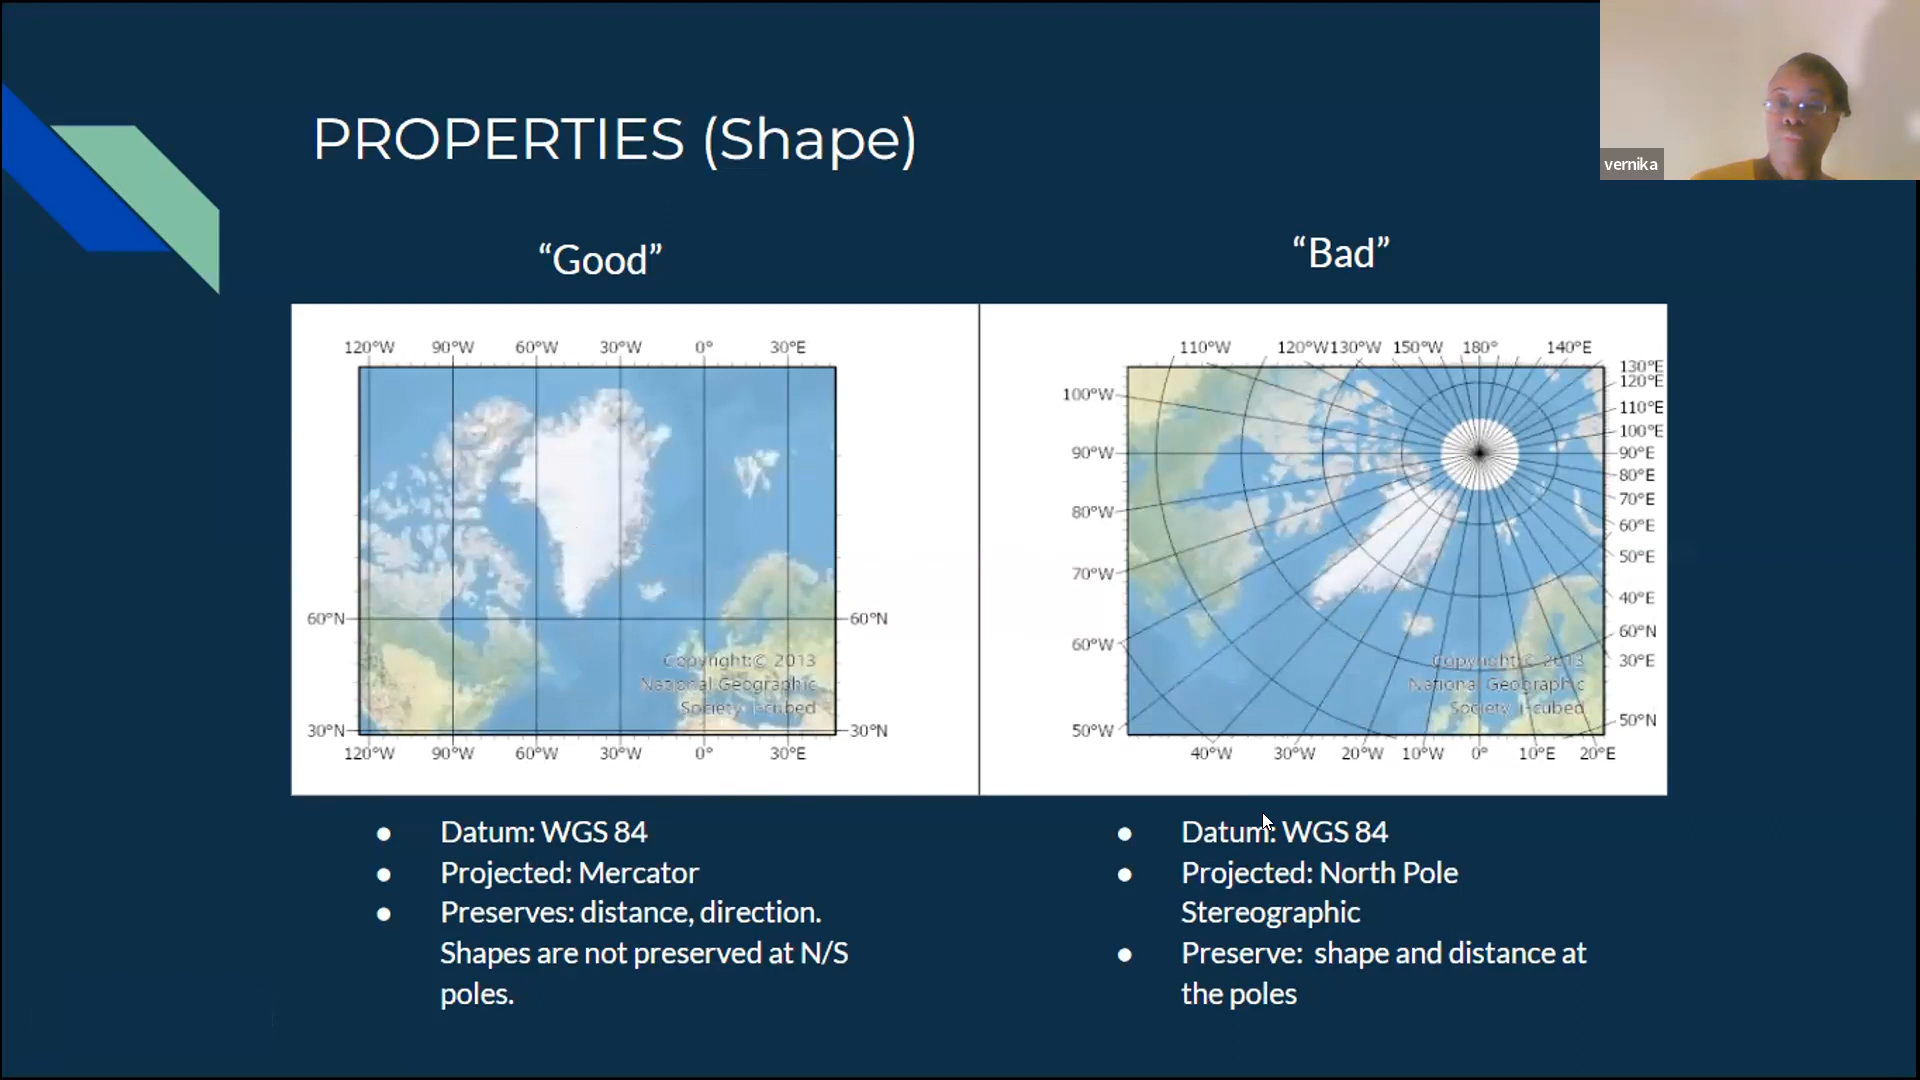 vernika
PROPERTIES (Shape)
“Good”
“Bad”
120°W 90°W 60°W 30°W 0° 30°E
60°N 60°N
Copyright:© 2013
National Geographic
Society, i-cubed
30°N 30°N
120°W 90°W 60°W 30°W 0° 30°E
110°W 120°W 130°W 150°W 180° 140°E
130°E
120°E
100°W
110°E
100°E
90°W 90°E
80°E
70°E
80°W
60°E
50°E
70°W
40°E
60°N
60°W
30°E
Copyright:© 2013
National Geographic
Society, i-cubed
50°N
50°W
40°W 30°W 20°W 10°W 0° 10°E 20°E
● Datum: WGS 84
● Projected: Mercator
● Preserves: distance, direction.
Shapes are not preserved at N/S
poles.
● Datum: WGS 84
● Projected: North Pole
Stereographic
● Preserve: shape and distance at
the poles